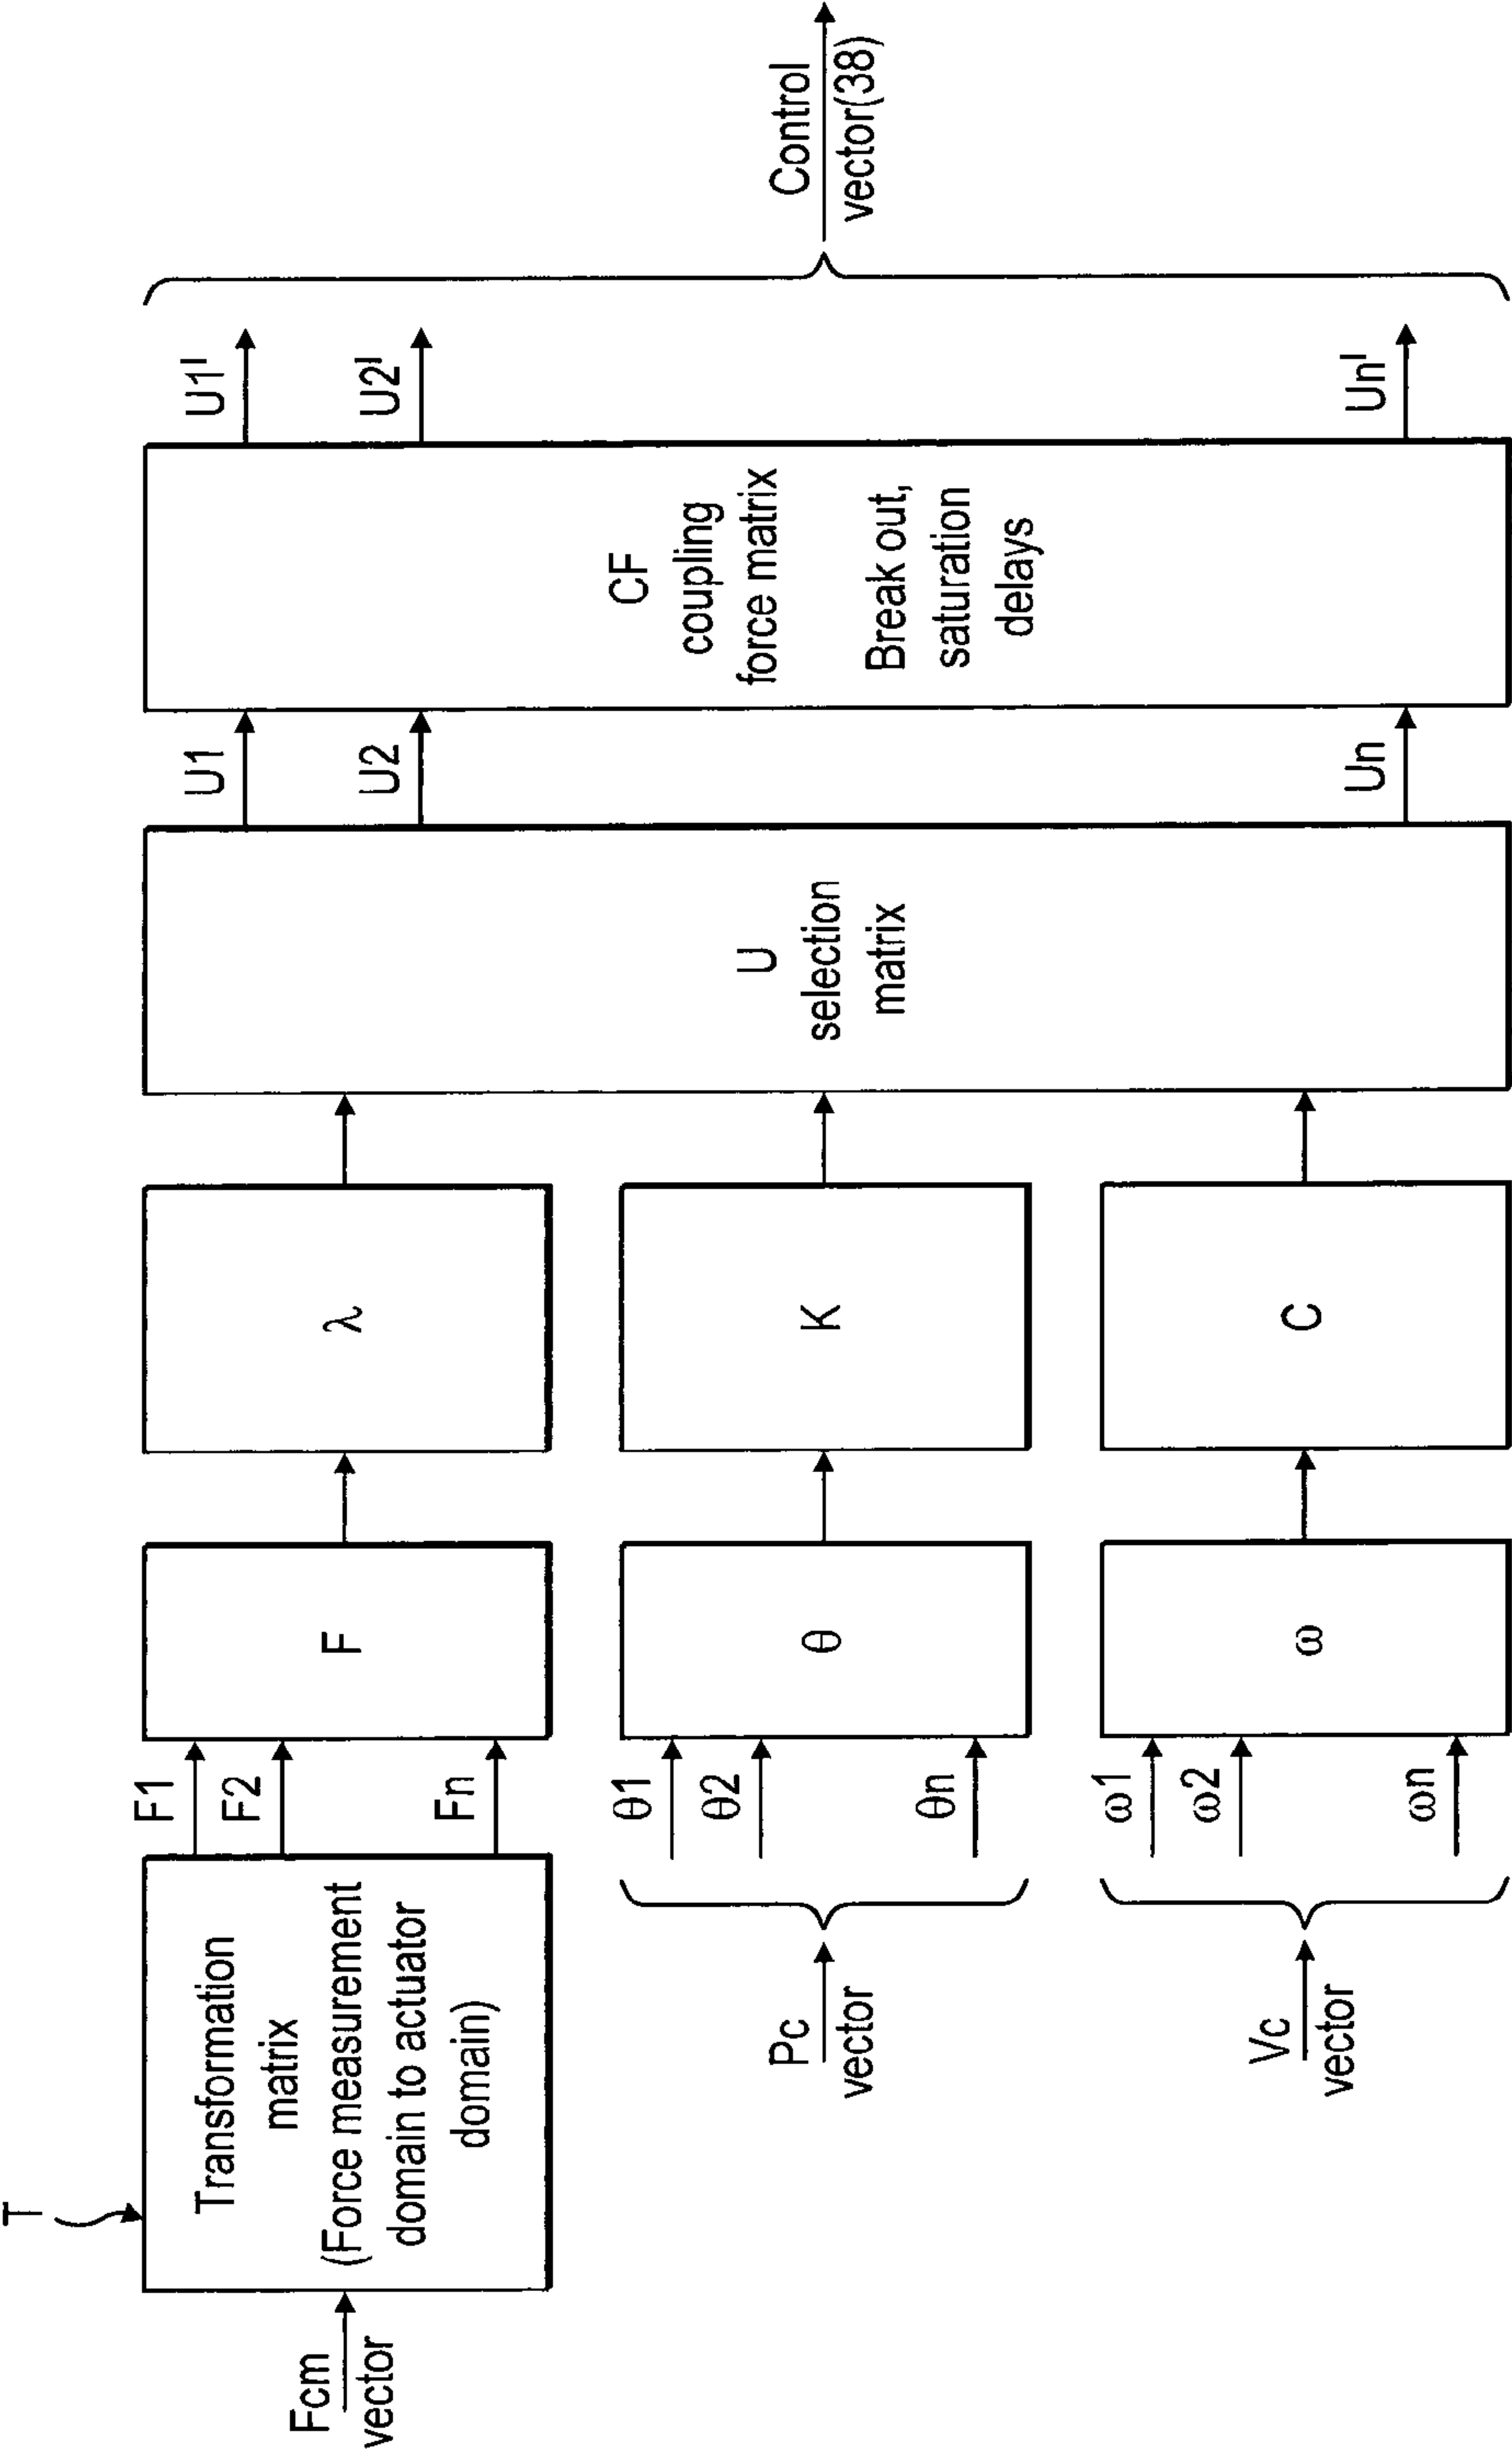 T
Fcm
vector
Transformation
matrix
(Force measurement
domain to actuator
domain)
F1
F2
Fn
F
λ
Pc
vector
θ1
θ2
θn
θ
K
Vc
vector
ω1
ω2
ωn
ω
C
U
selection
matrix
U1
U2
Un
CF
coupling
force matrix
Break out,
saturation
delays
U1'
U2'
Un'
Control
vector(38)